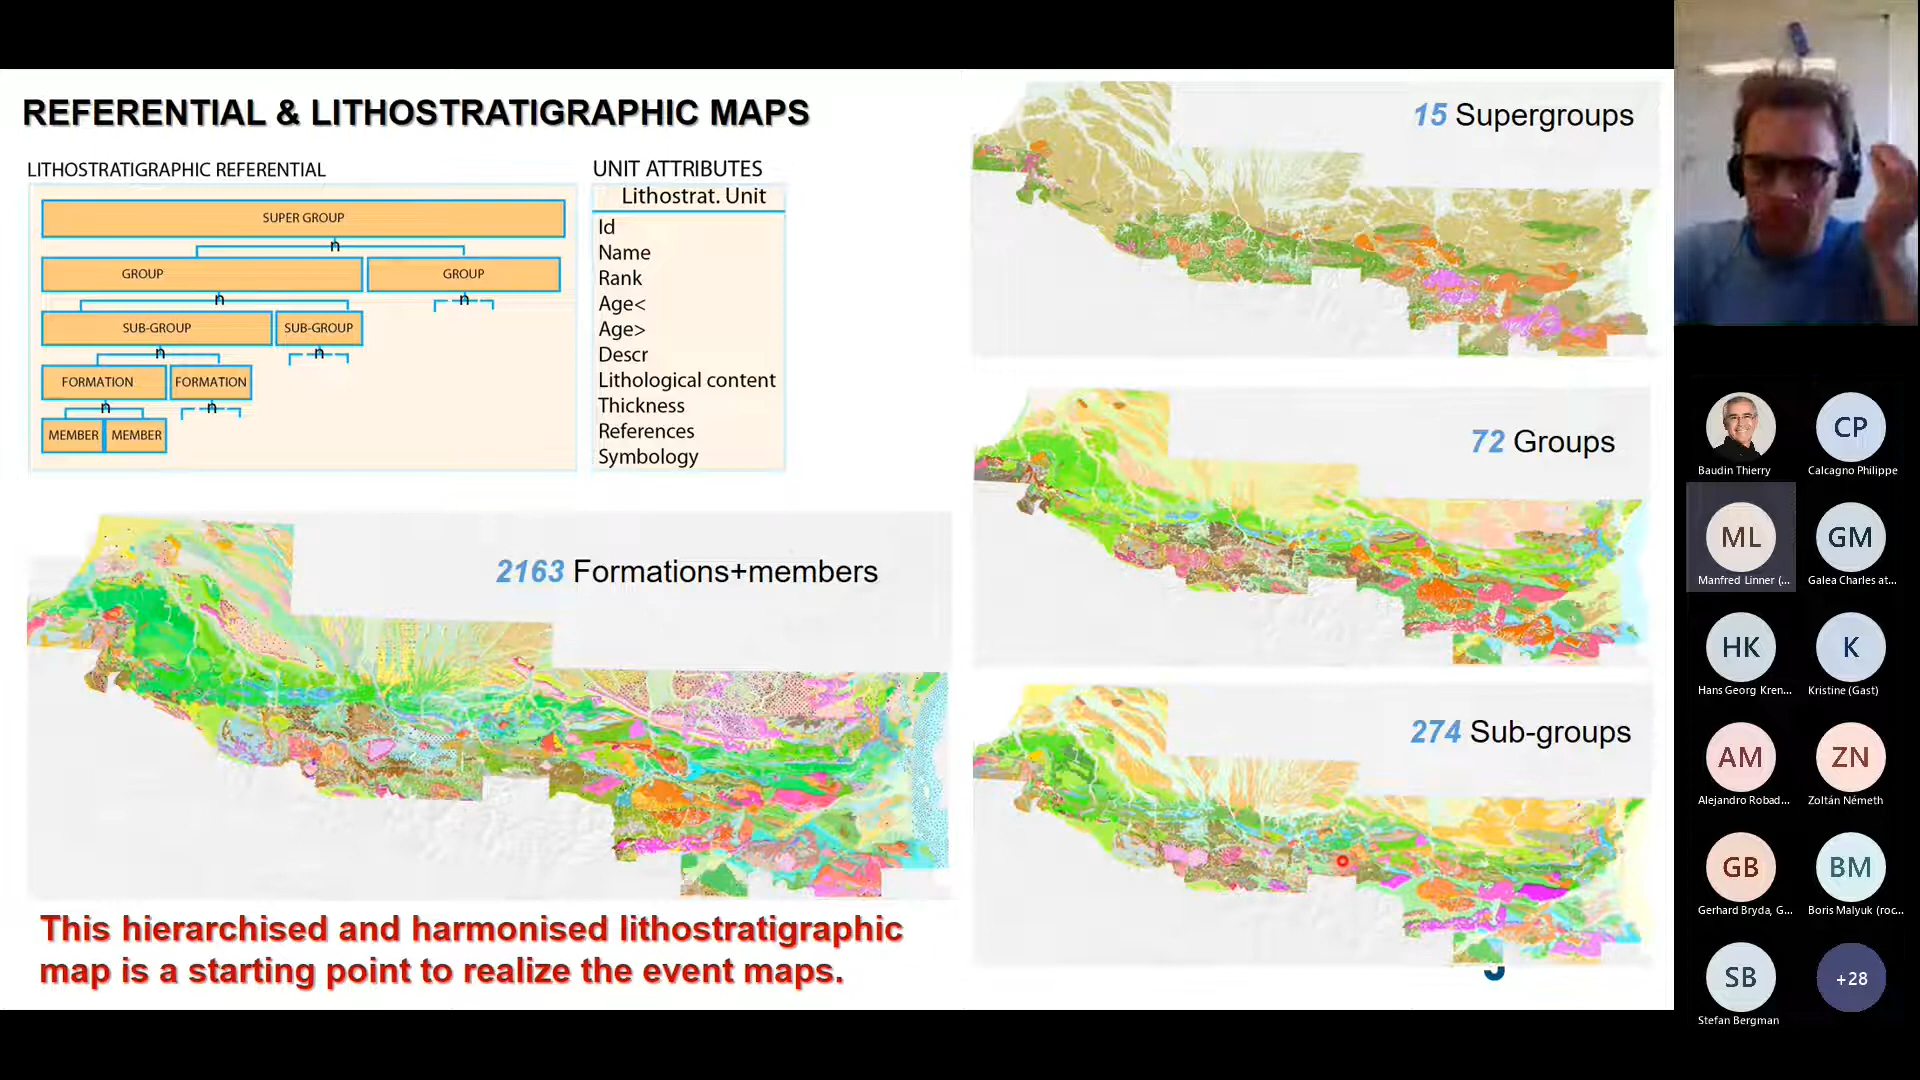 REFERENTIAL & LITHOSTRATIGRAPHIC MAPS
LITHOSTRATIGRAPHIC REFERENTIAL
SUPER GROUP
n
GROUP
GROUP
n
n
SUB-GROUP
SUB-GROUP
n
n
FORMATION
FORMATION
n
n
MEMBER
MEMBER
UNIT ATTRIBUTES
Lithostrat. Unit
Id
Name
Rank
Age<
Age>
Descr
Lithological content
Thickness
References
Symbology
2163 Formations+members
This hierarchised and harmonised lithostratigraphic
map is a starting point to realize the event maps.
15 Supergroups
72 Groups
274 Sub-groups
Baudin Thierry
CP
Calcagno Philippe
ML
Manfred Linner (...
GM
Galea Charles at...
HK
Hans Georg Kren...
K
Kristine (Gast)
AM
Alejandro Robad...
ZN
Zoltán Németh
GB
Gerhard Bryda, G...
BM
Boris Malyuk (roc...
SB
Stefan Bergman
+28